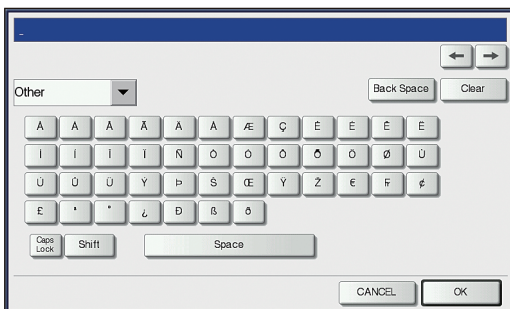 _
← →
Other Back Space Clear
À Á Â Ã Ä Å Æ Ç È É Ê Ë
Ì Í Î Ï Ñ Ò Ó Ô Õ Ö Ø Ù
Ú Û Ü Ý Þ Š Œ Ÿ Ž € ₣ ¢
£ ª º ¿ Ð ß ð
Caps Lock Shift Space
CANCEL OK